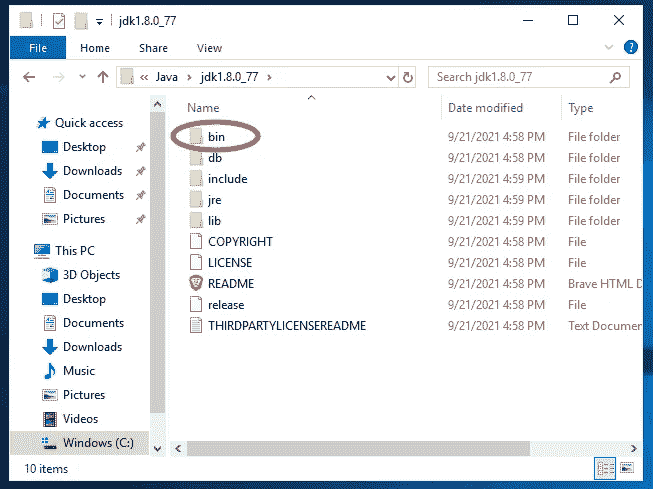 jdk1.8.0_77
File Home Share View
« Java › jdk1.8.0_77 › Search jdk1.8.0_77
Name Date modified Type
Quick access
Desktop
Downloads
Documents
Pictures
This PC
3D Objects
Desktop
Documents
Downloads
Music
Pictures
Videos
Windows (C:)
bin 9/21/2021 4:58 PM File folder
db 9/21/2021 4:58 PM File folder
include 9/21/2021 4:59 PM File folder
jre 9/21/2021 4:59 PM File folder
lib 9/21/2021 4:59 PM File folder
COPYRIGHT 9/21/2021 4:58 PM File
LICENSE 9/21/2021 4:58 PM File
README 9/21/2021 4:58 PM Brave HTML D
release 9/21/2021 4:58 PM File
THIRDPARTYLICENSEREADME 9/21/2021 4:58 PM Text Documen
10 items